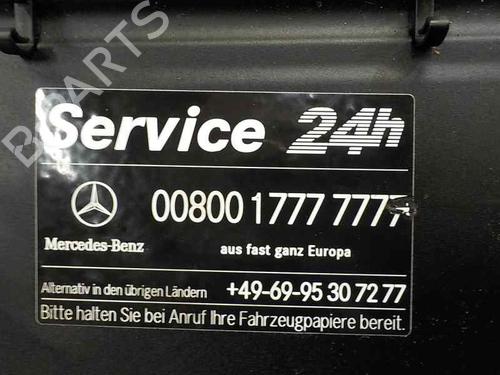 B-PARTS
Service 24h
00800 1777 7777
Mercedes-Benz aus fast ganz Europa
Alternativ in den übrigen Ländern +49-69-95 30 72 77
Bitte halten Sie bei Anruf Ihre Fahrzeugpapiere bereit.